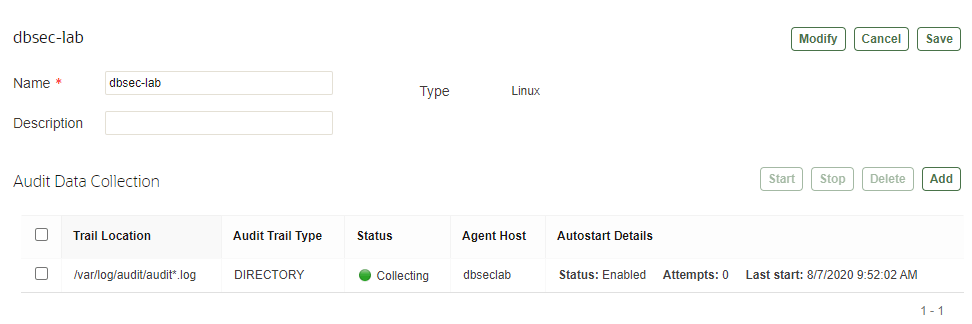 dbsec-lab
Modify Cancel Save
Name * dbsec-lab
Type Linux
Description
Audit Data Collection
Start Stop Delete Add
Trail Location Audit Trail Type Status Agent Host Autostart Details
/var/log/audit/audit*.log DIRECTORY Collecting dbseclab Status: Enabled Attempts: 0 Last start: 8/7/2020 9:52:02 AM
1 - 1